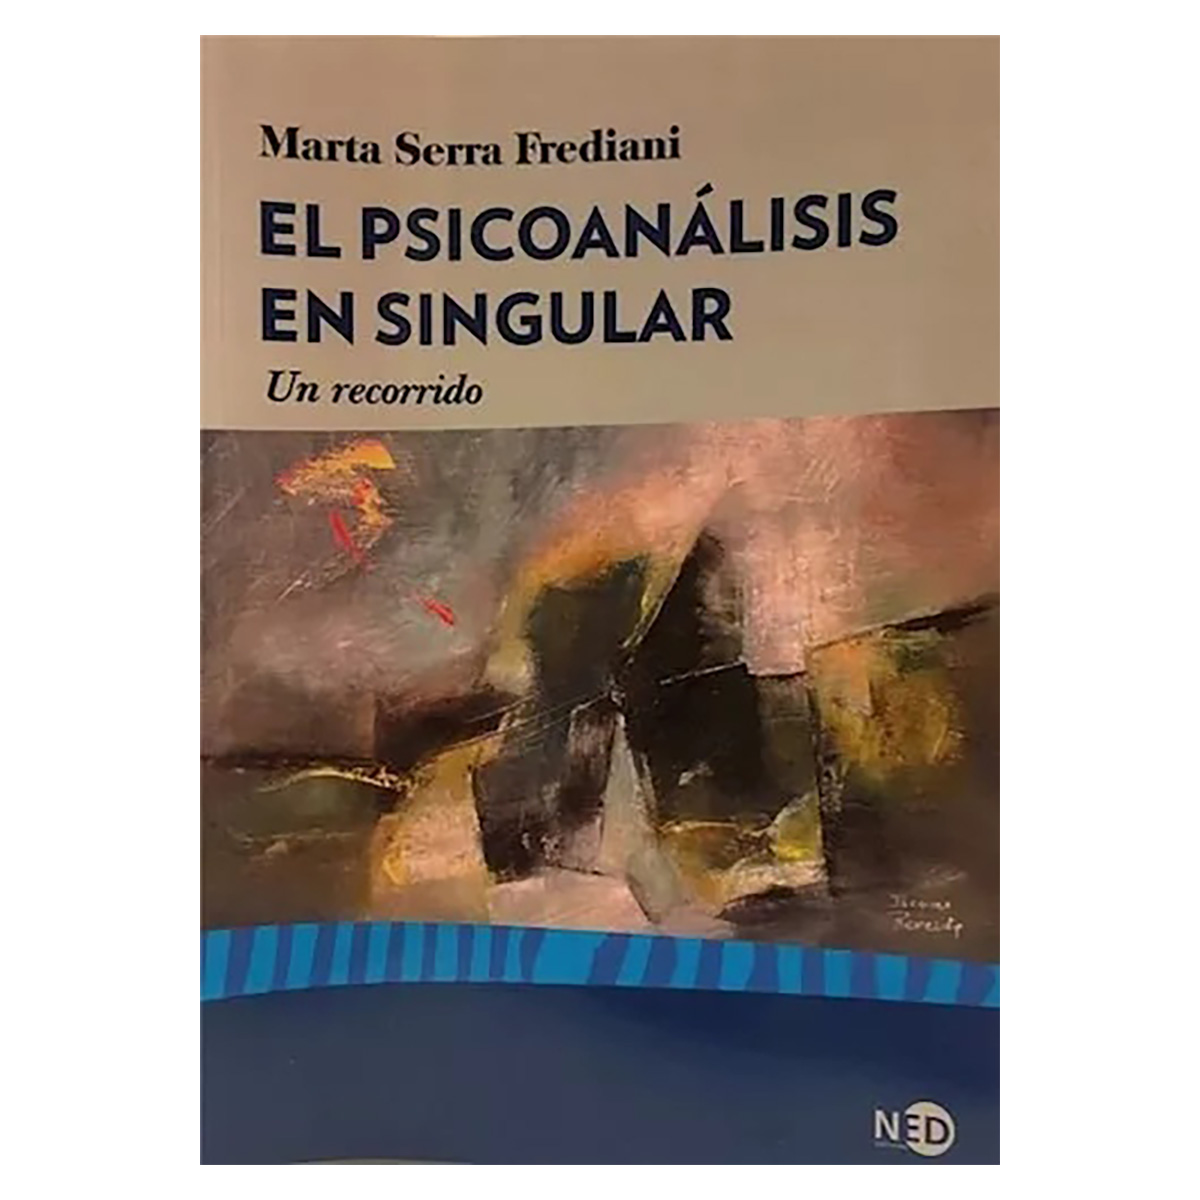 Marta Serra Frediani
EL PSICOANÁLISIS
EN SINGULAR
Un recorrido
NED